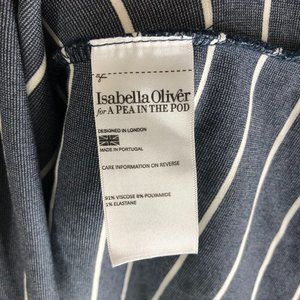 Isabella Oliver
for A PEA IN THE POD
DESIGNED IN LONDON
MADE IN PORTUGAL
CARE INFORMATION ON REVERSE
91% VISCOSE 8% POLYAMIDE
1% ELASTANE